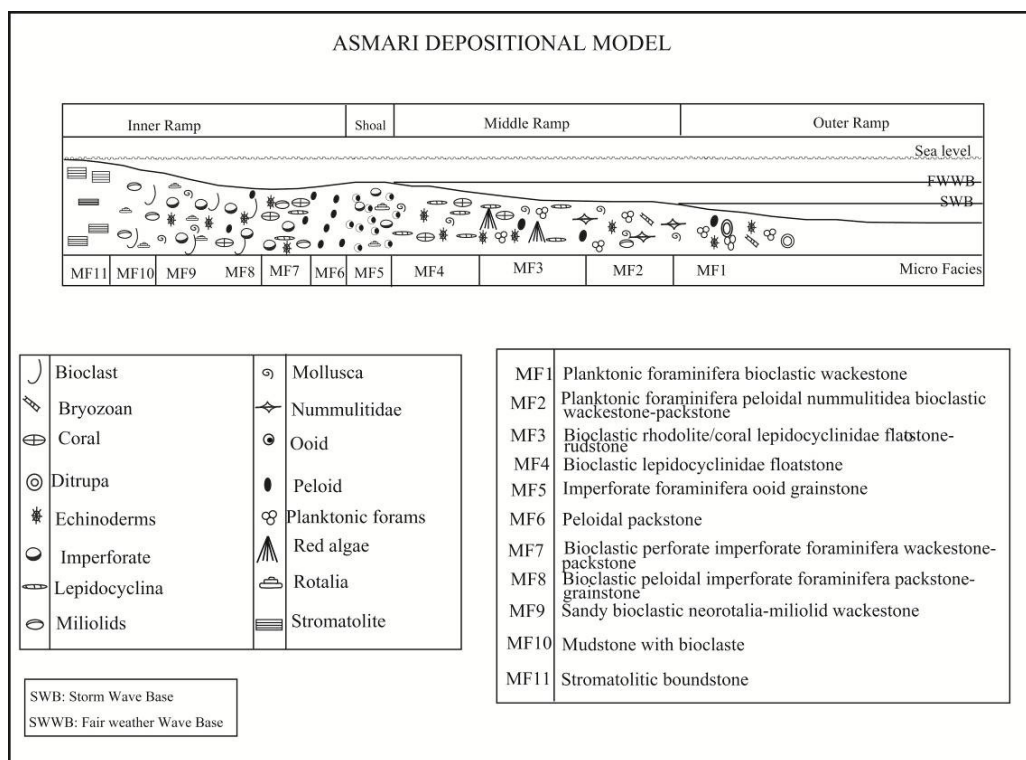 ASMARI DEPOSITIONAL MODEL
Inner Ramp
Shoal
Middle Ramp
Outer Ramp
Sea level
FWWB
SWB
MF11
MF10
MF9
MF8
MF7
MF6
MF5
MF4
MF3
MF2
MF1
Micro Facies
Bioclast
Bryozoan
Coral
Ditrupa
Echinoderms
Imperforate
Lepidocyclina
Miliolids
Mollusca
Nummulitidae
Ooid
Peloid
Planktonic forams
Red algae
Rotalia
Stromatolite
MF1 Planktonic foraminifera bioclastic wackestone
MF2 Planktonic foraminifera peloidal nummulitidea bioclastic
wackestone-packstone
MF3 Bioclastic rhodolite/coral lepidocyclinidae flatstone-
rudstone
MF4 Bioclastic lepidocyclinidae floatstone
MF5 Imperforate foraminifera ooid grainstone
MF6 Peloidal packstone
MF7 Bioclastic perforate imperforate foraminifera wackestone-
packstone
MF8 Bioclastic peloidal imperforate foraminifera packstone-
grainstone
MF9 Sandy bioclastic neorotalia-miliolid wackestone
MF10 Mudstone with bioclaste
MF11 Stromatolitic boundstone
SWB: Storm Wave Base
SWWB: Fair weather Wave Base